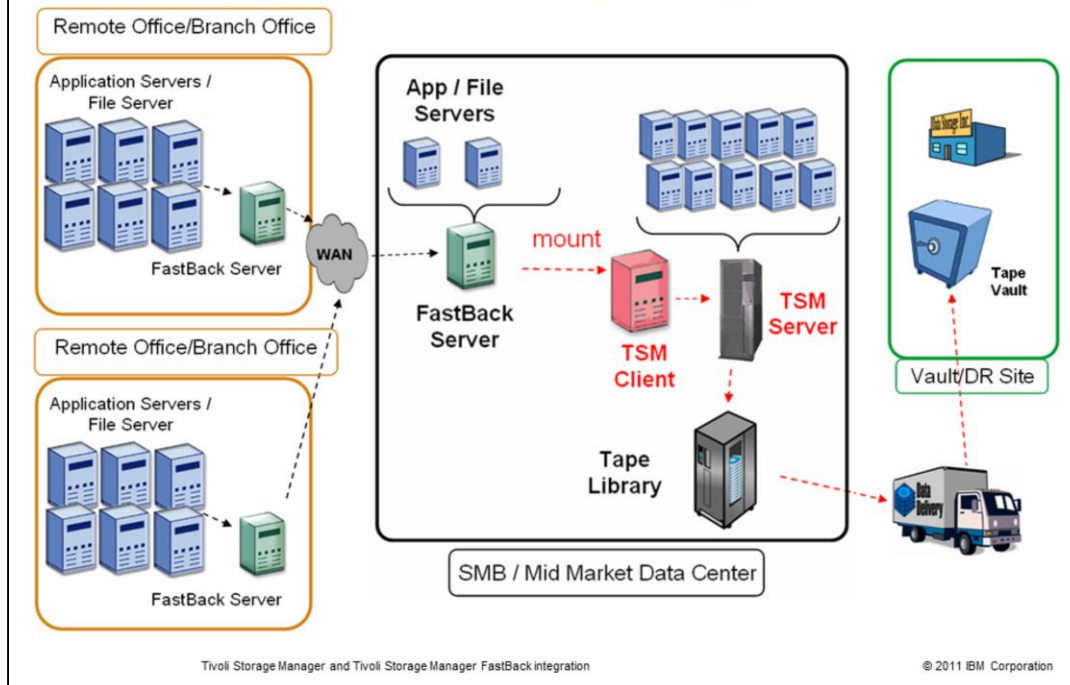 Remote Office/Branch Office
Application Servers /
File Server
FastBack Server
WAN
Remote Office/Branch Office
Application Servers /
File Server
FastBack Server
App / File
Servers
FastBack
Server
mount
TSM
Client
TSM
Server
Tape
Library
SMB / Mid Market Data Center
Data Storage Inc.
Tape
Vault
Vault/DR Site
Data
Delivery
Tivoli Storage Manager and Tivoli Storage Manager FastBack integration
© 2011 IBM Corporation